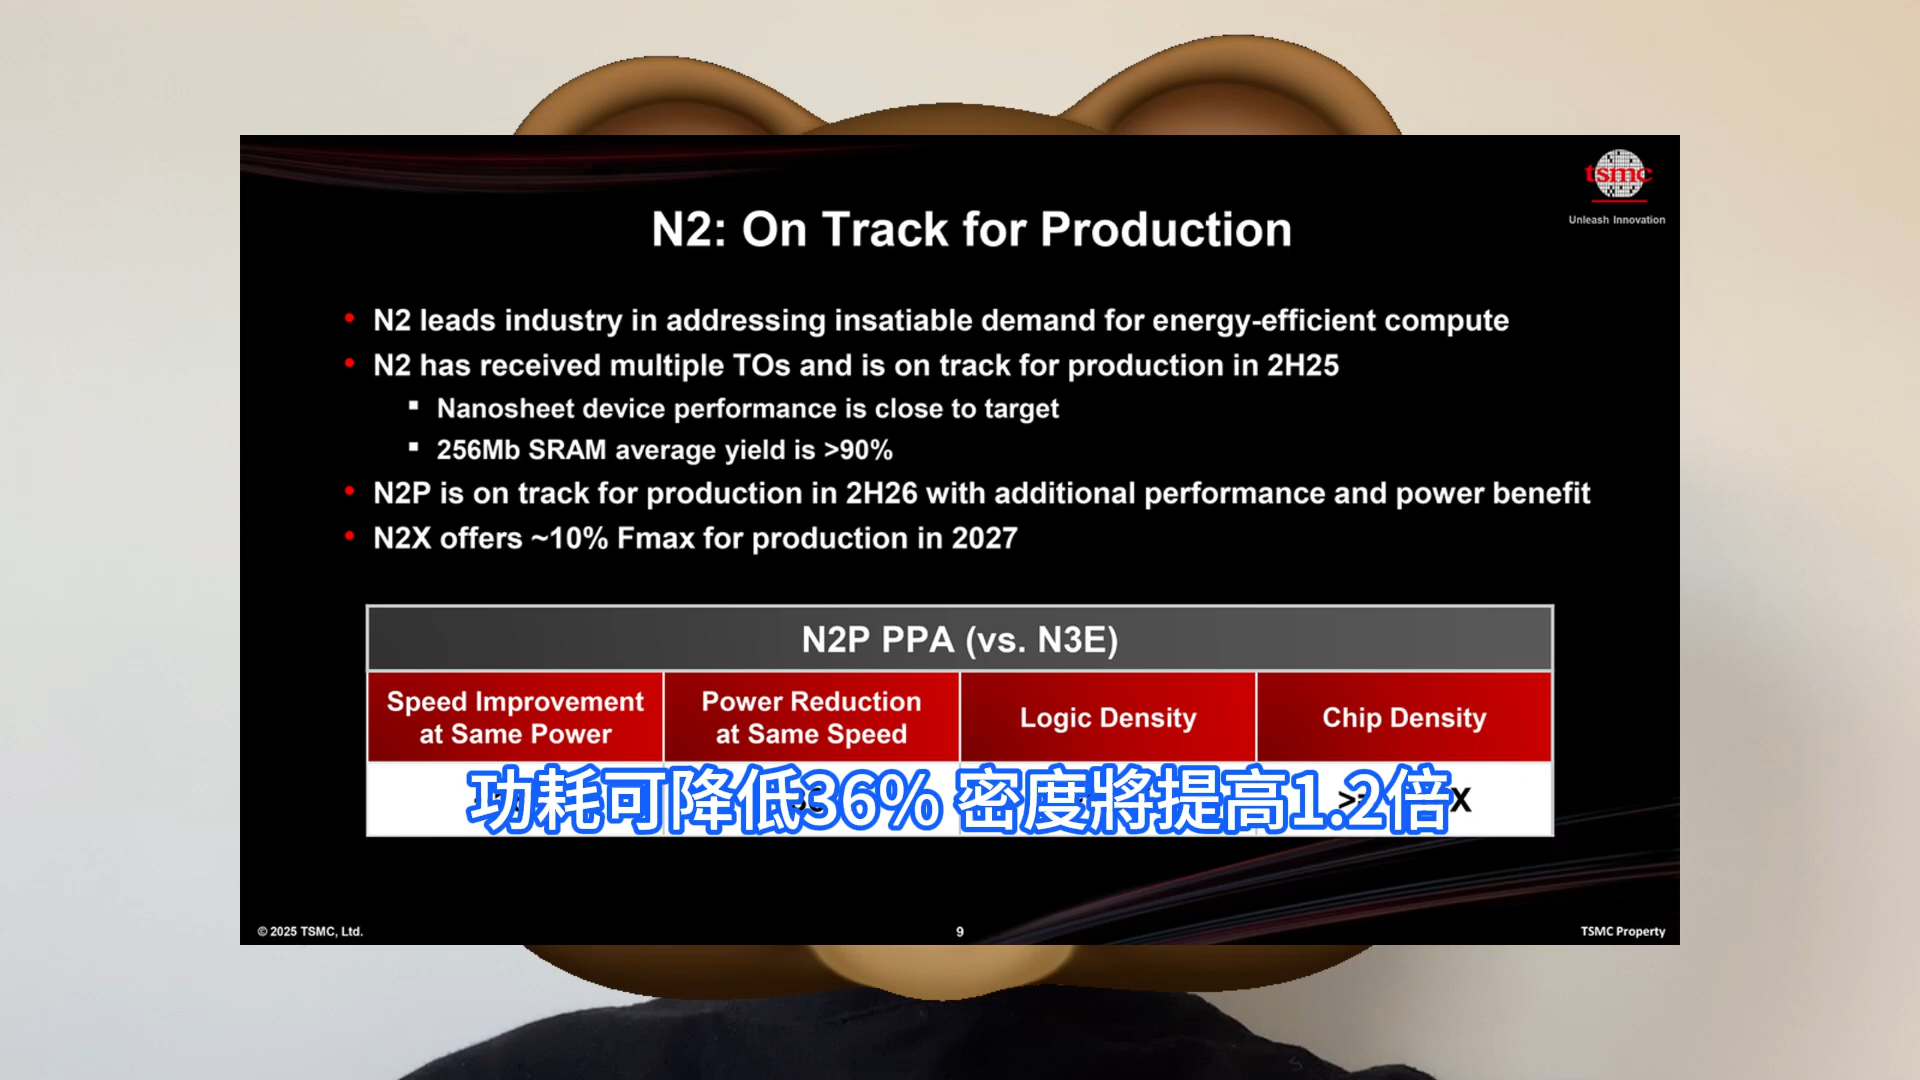 tsmc
Unleash Innovation
N2: On Track for Production
N2 leads industry in addressing insatiable demand for energy-efficient compute
N2 has received multiple TOs and is on track for production in 2H25
Nanosheet device performance is close to target
256Mb SRAM average yield is >90%
N2P is on track for production in 2H26 with additional performance and power benefit
N2X offers ~10% Fmax for production in 2027
N2P PPA (vs. N3E)
Speed Improvement
at Same Power
Power Reduction
at Same Speed
Logic Density
Chip Density
功耗可降低36% 密度將提高1.2倍
© 2025 TSMC, Ltd.
9
TSMC Property